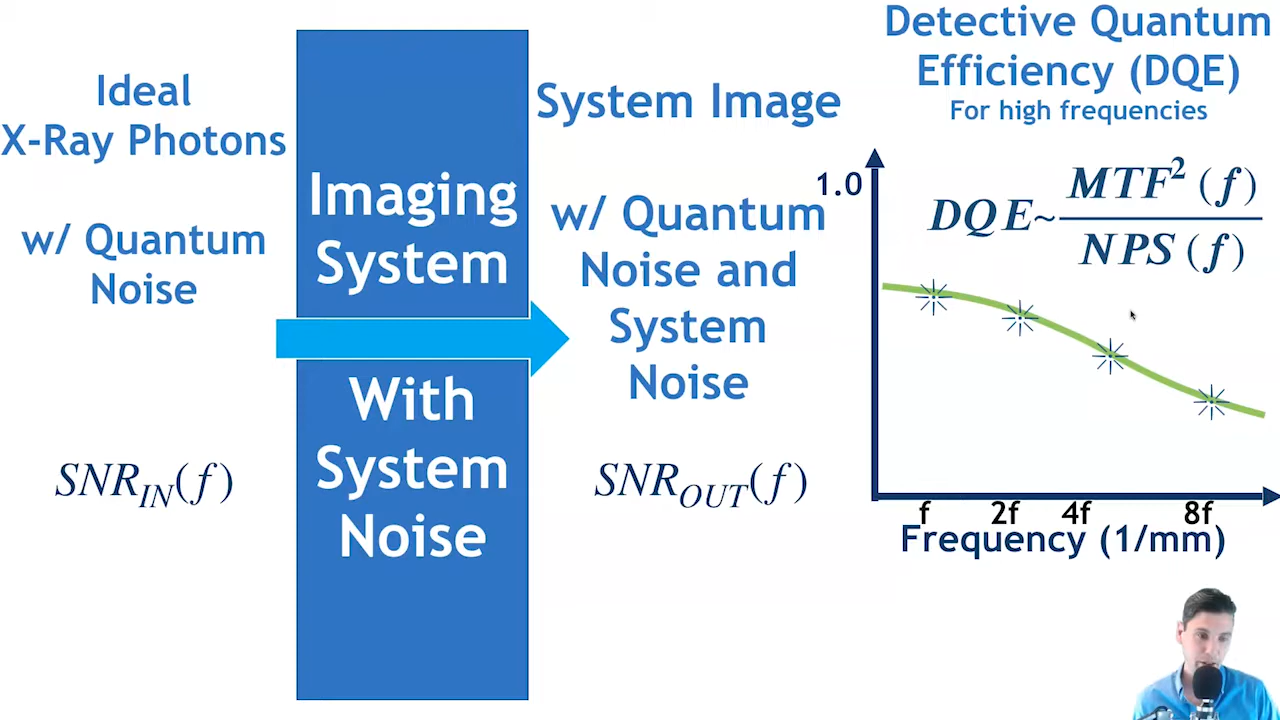 Ideal
X-Ray Photons
w/ Quantum
Noise
SNR_IN(f)
Imaging
System
With
System
Noise
System Image
w/ Quantum
Noise and
System
Noise
SNR_OUT(f)
Detective Quantum
Efficiency (DQE)
For high frequencies
1.0
DQE~ MTF² (f)
NPS (f)
f 2f 4f 8f
Frequency (1/mm)